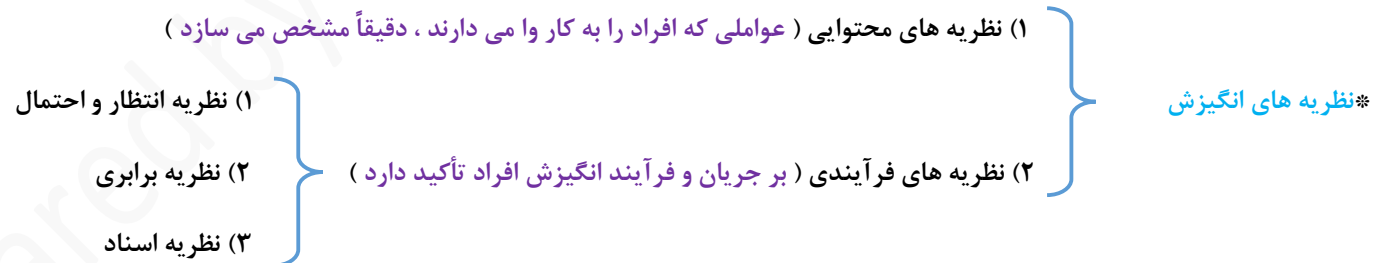 *نظریه های انگیزش
۱) نظریه های محتوایی ( عواملی که افراد را به کار وا می دارند ، دقیقاً مشخص می سازد )
۲) نظریه های فرآیندی ( بر جریان و فرآیند انگیزش افراد تأکید دارد )
۱) نظریه انتظار و احتمال
۲) نظریه برابری
۳) نظریه اسناد